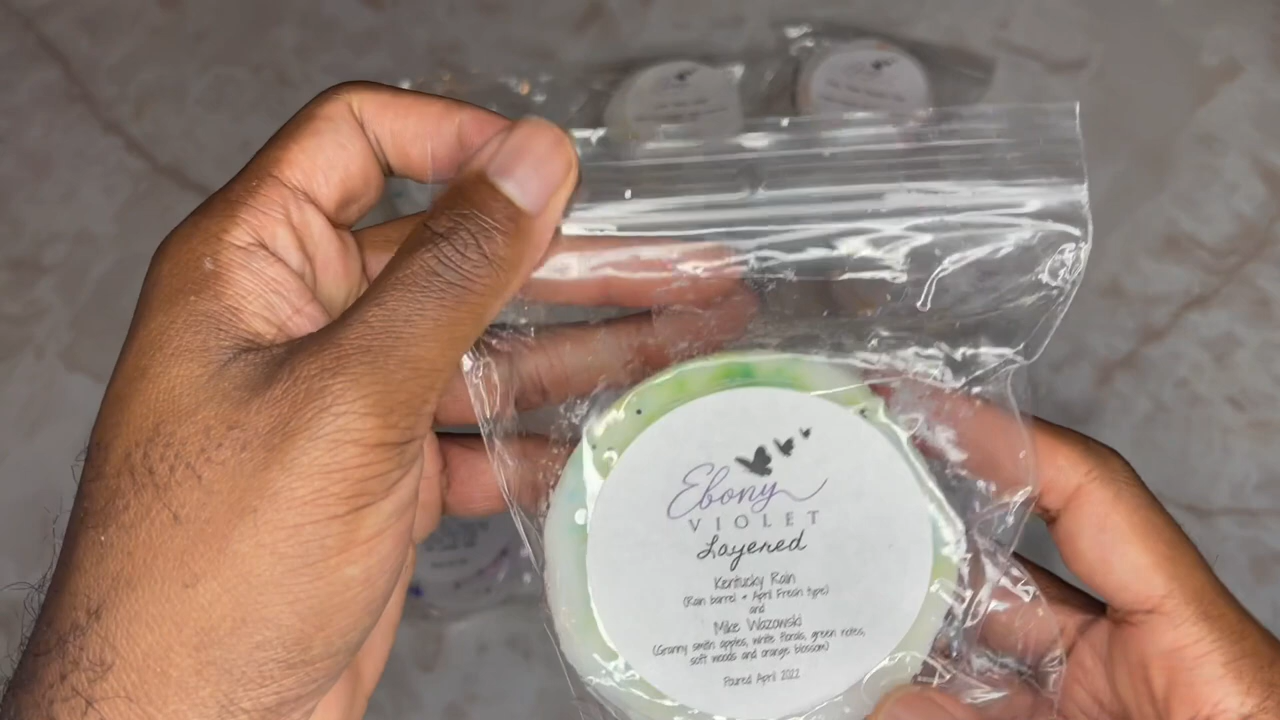 Ebony
VIOLET
Layered
Kentucky Rain
(Rain barrel + April Fresh type)
and
Mike Wazowski
(Granny smith apples, white florals, green notes,
soft woods and orange blossom)
Poured April 2022